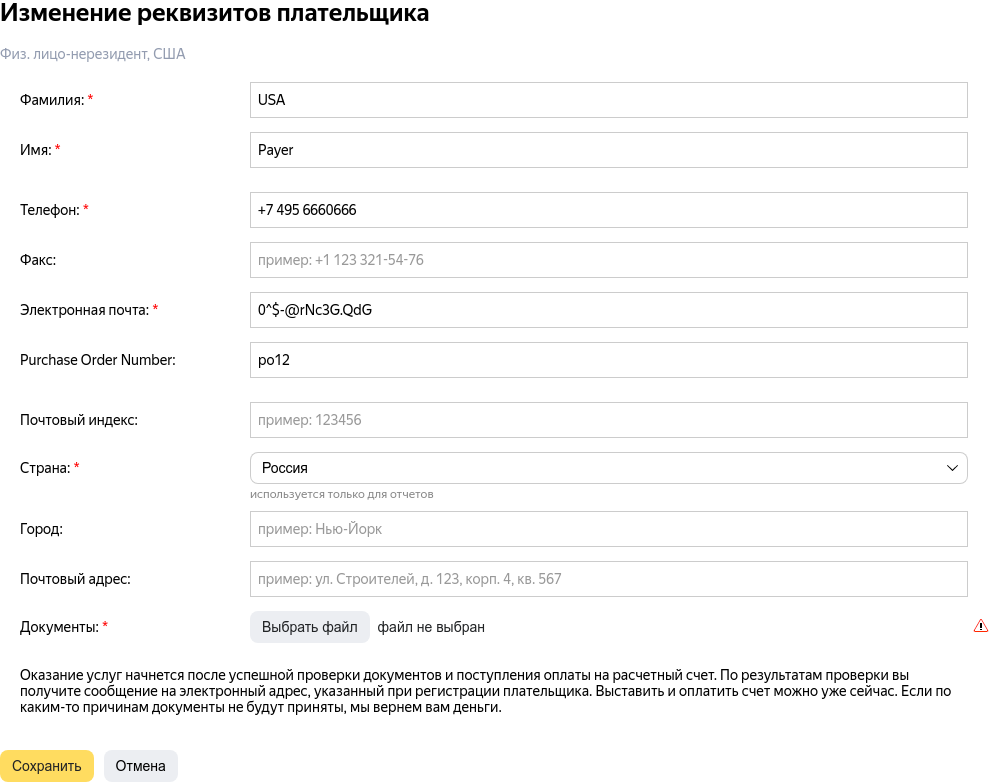 Изменение реквизитов плательщика
Физ. лицо-нерезидент, США
Фамилия: * USA
Имя: * Payer
Телефон: * +7 495 6660666
Факс: пример: +1 123 321-54-76
Электронная почта: * 0^$-@rNc3G.QdG
Purchase Order Number: po12
Почтовый индекс: пример: 123456
Страна: * Россия
используется только для отчетов
Город: пример: Нью-Йорк
Почтовый адрес: пример: ул. Строителей, д. 123, корп. 4, кв. 567
Документы: * Выбрать файл файл не выбран
Оказание услуг начнется после успешной проверки документов и поступления оплаты на расчетный счет. По результатам проверки вы
получите сообщение на электронный адрес, указанный при регистрации плательщика. Выставить и оплатить счет можно уже сейчас. Если по
каким-то причинам документы не будут приняты, мы вернем вам деньги.
Сохранить Отмена